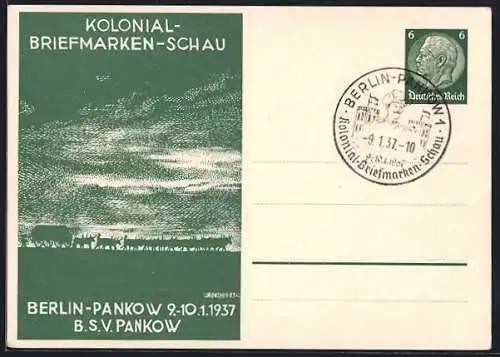 KOLONIAL-
BRIEFMARKEN-SCHAU
6 6
Deutsches Reich
BERLIN-PANKOW 1
-9.1.37.-10
Kolonial-Briefmarken-Schau
BERLIN-PANKOW 9.-10.1.1937
B.S.V. PANKOW